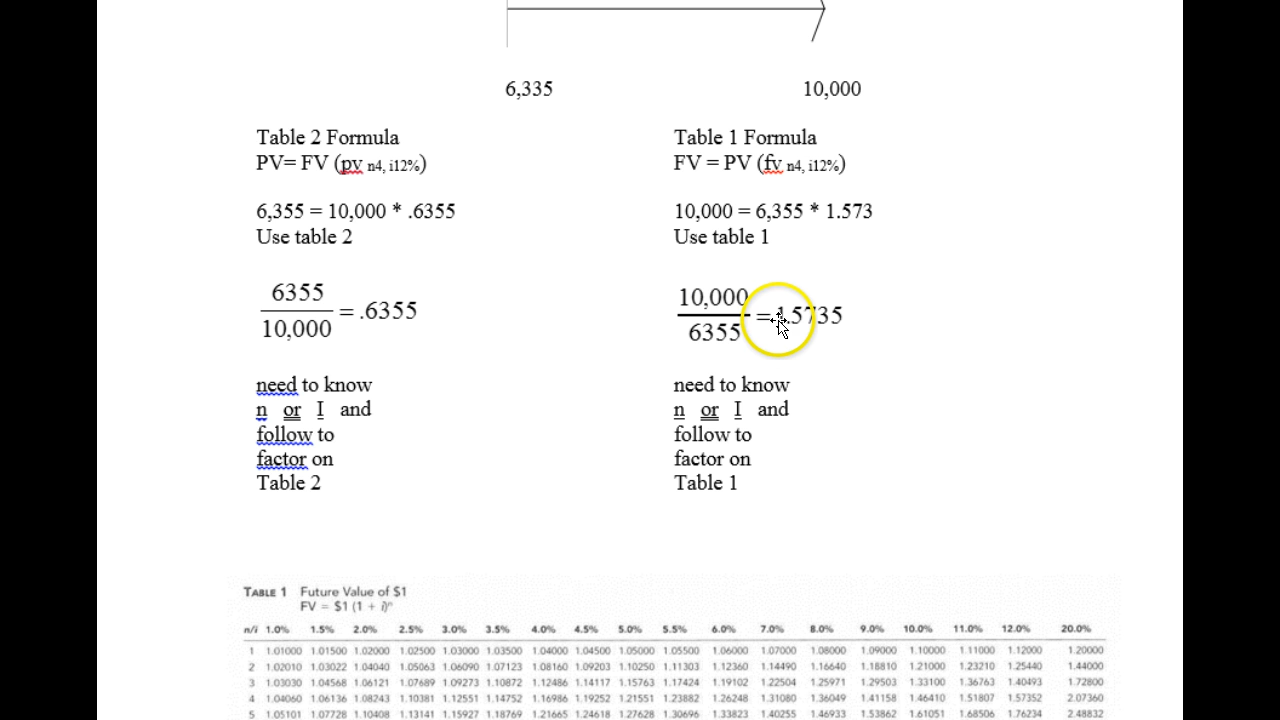 6,335 10,000
Table 2 Formula
PV= FV (pv n4, i12%)
6,355 = 10,000 * .6355
Use table 2
6355
10,000
= .6355
need to know
n or I and
follow to
factor on
Table 2
Table 1 Formula
FV = PV (fv n4, i12%)
10,000 = 6,355 * 1.573
Use table 1
10,000
6355
= 1.5735
need to know
n or I and
follow to
factor on
Table 1
TABLE 1 Future Value of $1
FV = $1 (1 + i)ⁿ
n/i 1.0% 1.5% 2.0% 2.5% 3.0% 3.5% 4.0% 4.5% 5.0% 5.5% 6.0% 7.0% 8.0% 9.0% 10.0% 11.0% 12.0% 20.0%
1 1.01000 1.01500 1.02000 1.02500 1.03000 1.03500 1.04000 1.04500 1.05000 1.05500 1.06000 1.07000 1.08000 1.09000 1.10000 1.11000 1.12000 1.20000
2 1.02010 1.03022 1.04040 1.05063 1.06090 1.07123 1.08160 1.09203 1.10250 1.11303 1.12360 1.14490 1.16640 1.18810 1.21000 1.23210 1.25440 1.44000
3 1.03030 1.04568 1.06121 1.07689 1.09273 1.10872 1.12486 1.14117 1.15763 1.17424 1.19102 1.22504 1.25971 1.29503 1.33100 1.36763 1.40493 1.72800
4 1.04060 1.06136 1.08243 1.10381 1.12551 1.14752 1.16986 1.19252 1.21551 1.23882 1.26248 1.31080 1.36049 1.41158 1.46410 1.51807 1.57352 2.07360
5 1.05101 1.07728 1.10408 1.13141 1.15927 1.18769 1.21665 1.24618 1.27628 1.30696 1.33823 1.40255 1.46933 1.53862 1.61051 1.68506 1.76234 2.48832